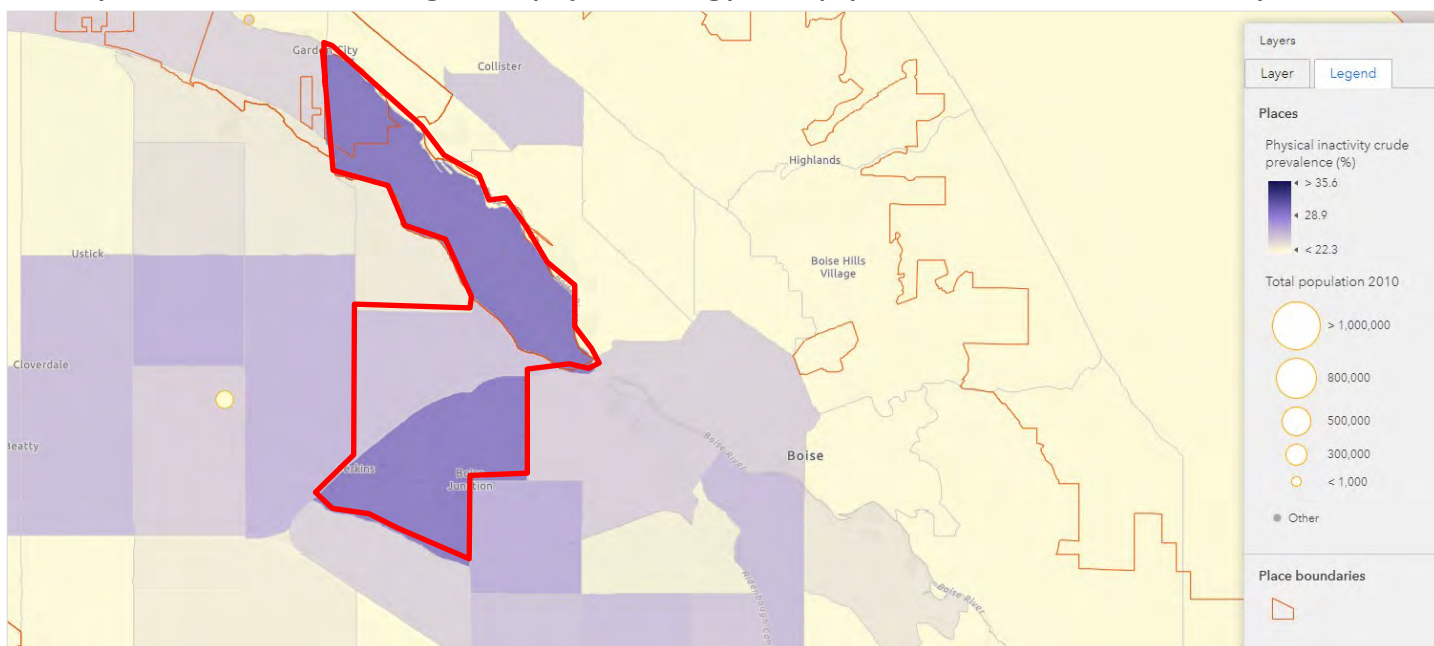 Garden City
Collister
Highlands
Boise Hills
Village
Ustick
Cloverdale
Beatty
Boise
Junction
Boise River
Boise
Ridenbaugh Can
Boise River
Layers
Layer
Legend
Places
Physical inactivity crude
prevalence (%)
> 35.6
28.9
< 22.3
Total population 2010
> 1,000,000
800,000
500,000
300,000
< 1,000
Other
Place boundaries